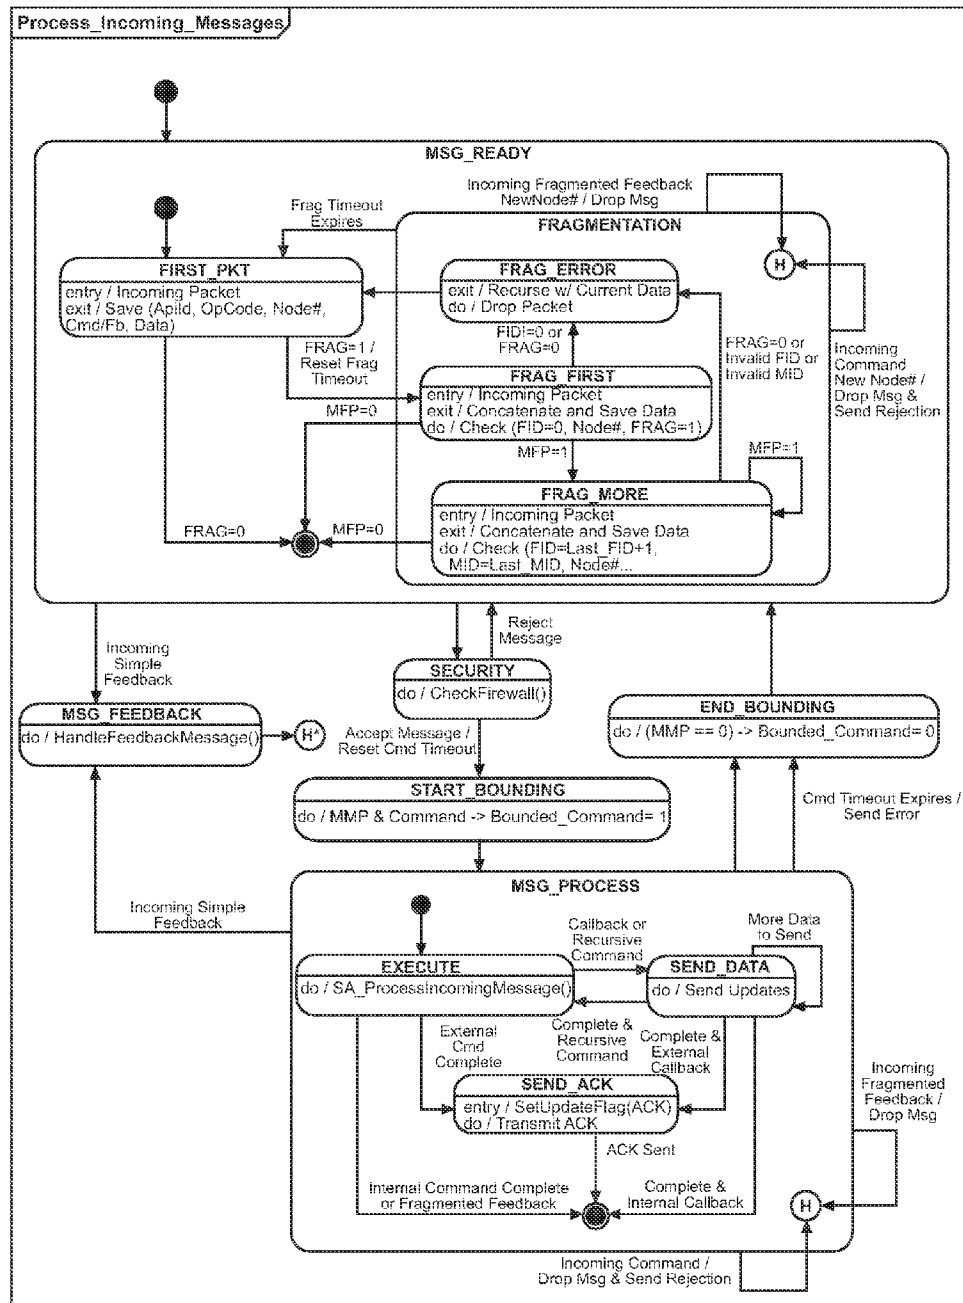 Process_Incoming_Messages
MSG_READY
Incoming Fragmented Feedback
NewNode# / Drop Msg
Frag Timeout
Expires
FRAGMENTATION
H
FIRST_PKT
entry / Incoming Packet
exit / Save (ApiId, OpCode, Node#,
Cmd/Fb, Data)
FRAG_ERROR
exit / Recurse w/ Current Data
do / Drop Packet
FID!=0 or
FRAG=0
FRAG=1 /
Reset Frag
Timeout
FRAG=0 or
Invalid FID or
Invalid MID
Incoming
Command
New Node# /
Drop Msg &
Send Rejection
FRAG_FIRST
entry / Incoming Packet
exit / Concatenate and Save Data
do / Check (FID=0, Node#, FRAG=1)
MFP=0
MFP=1
MFP=1
FRAG_MORE
entry / Incoming Packet
exit / Concatenate and Save Data
do / Check (FID=Last_FID+1,
MID=Last_MID, Node#...
FRAG=0
MFP=0
Incoming
Simple
Feedback
Reject
Message
SECURITY
do / CheckFirewall()
MSG_FEEDBACK
do / HandleFeedbackMessage()
H*
Accept Message /
Reset Cmd Timeout
END_BOUNDING
do / (MMP == 0) -> Bounded_Command= 0
START_BOUNDING
do / MMP & Command -> Bounded_Command= 1
Cmd Timeout Expires /
Send Error
MSG_PROCESS
Incoming Simple
Feedback
Callback or
Recursive
Command
More Data
to Send
EXECUTE
do / SA_ProcessIncomingMessage()
SEND_DATA
do / Send Updates
External
Cmd
Complete
Complete &
Recursive
Command
Complete &
External
Callback
SEND_ACK
entry / SetUpdateFlag(ACK)
do / Transmit ACK
Incoming
Fragmented
Feedback /
Drop Msg
ACK Sent
Internal Command Complete
or Fragmented Feedback
Complete &
Internal Callback
H
Incoming Command /
Drop Msg & Send Rejection